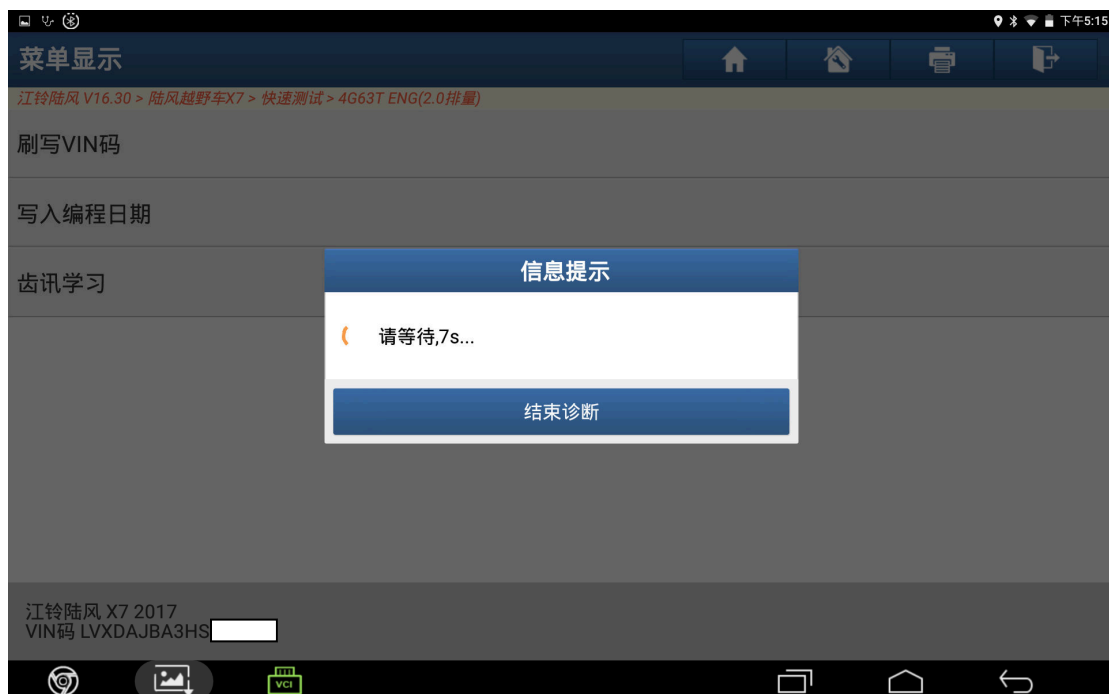 下午5:15
菜单显示
江铃陆风 V16.30 > 陆风越野车X7 > 快速测试 > 4G63T ENG(2.0排量)
刷写VIN码
写入编程日期
齿讯学习
信息提示
请等待,7s...
结束诊断
江铃陆风 X7 2017
VIN码 LVXDAJBA3HS
VCI